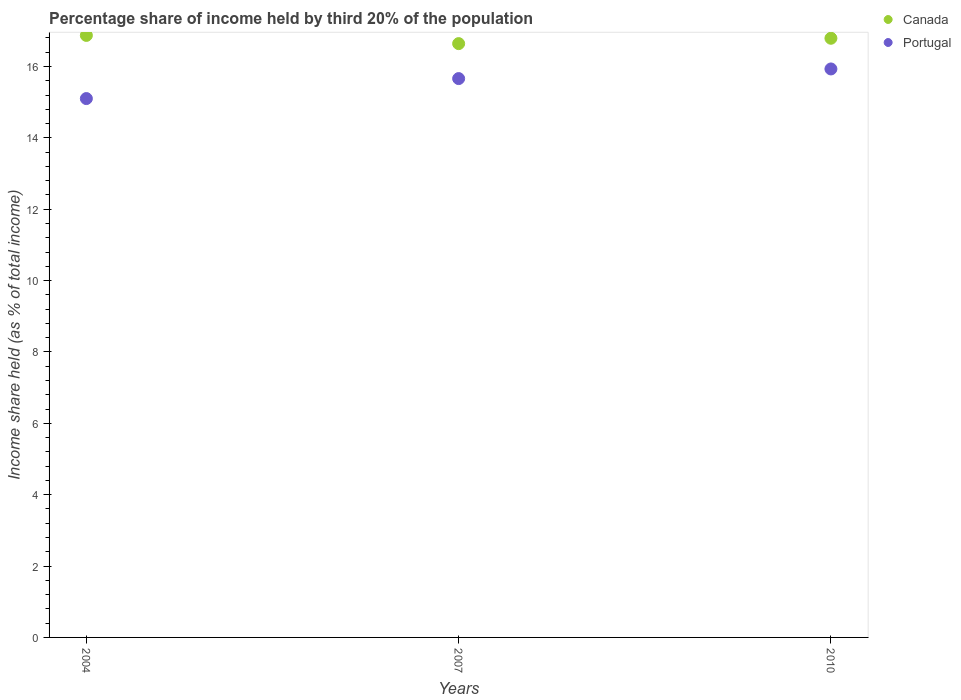 Percentage share of income held by third 20% of the population
Canada
Portugal
Income share held (as % of total income)
16
14
12
10
8
6
4
2
0
2004
2007
2010
Years